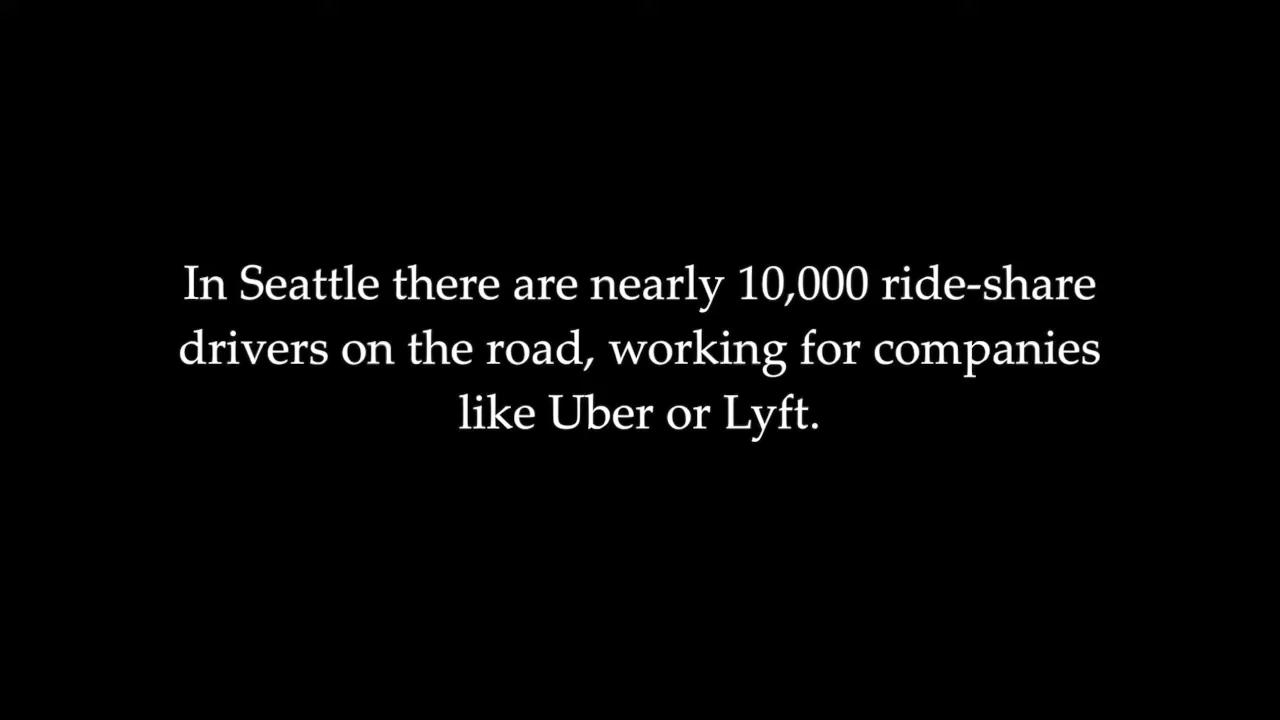 In Seattle there are nearly 10,000 ride-share
drivers on the road, working for companies
like Uber or Lyft.